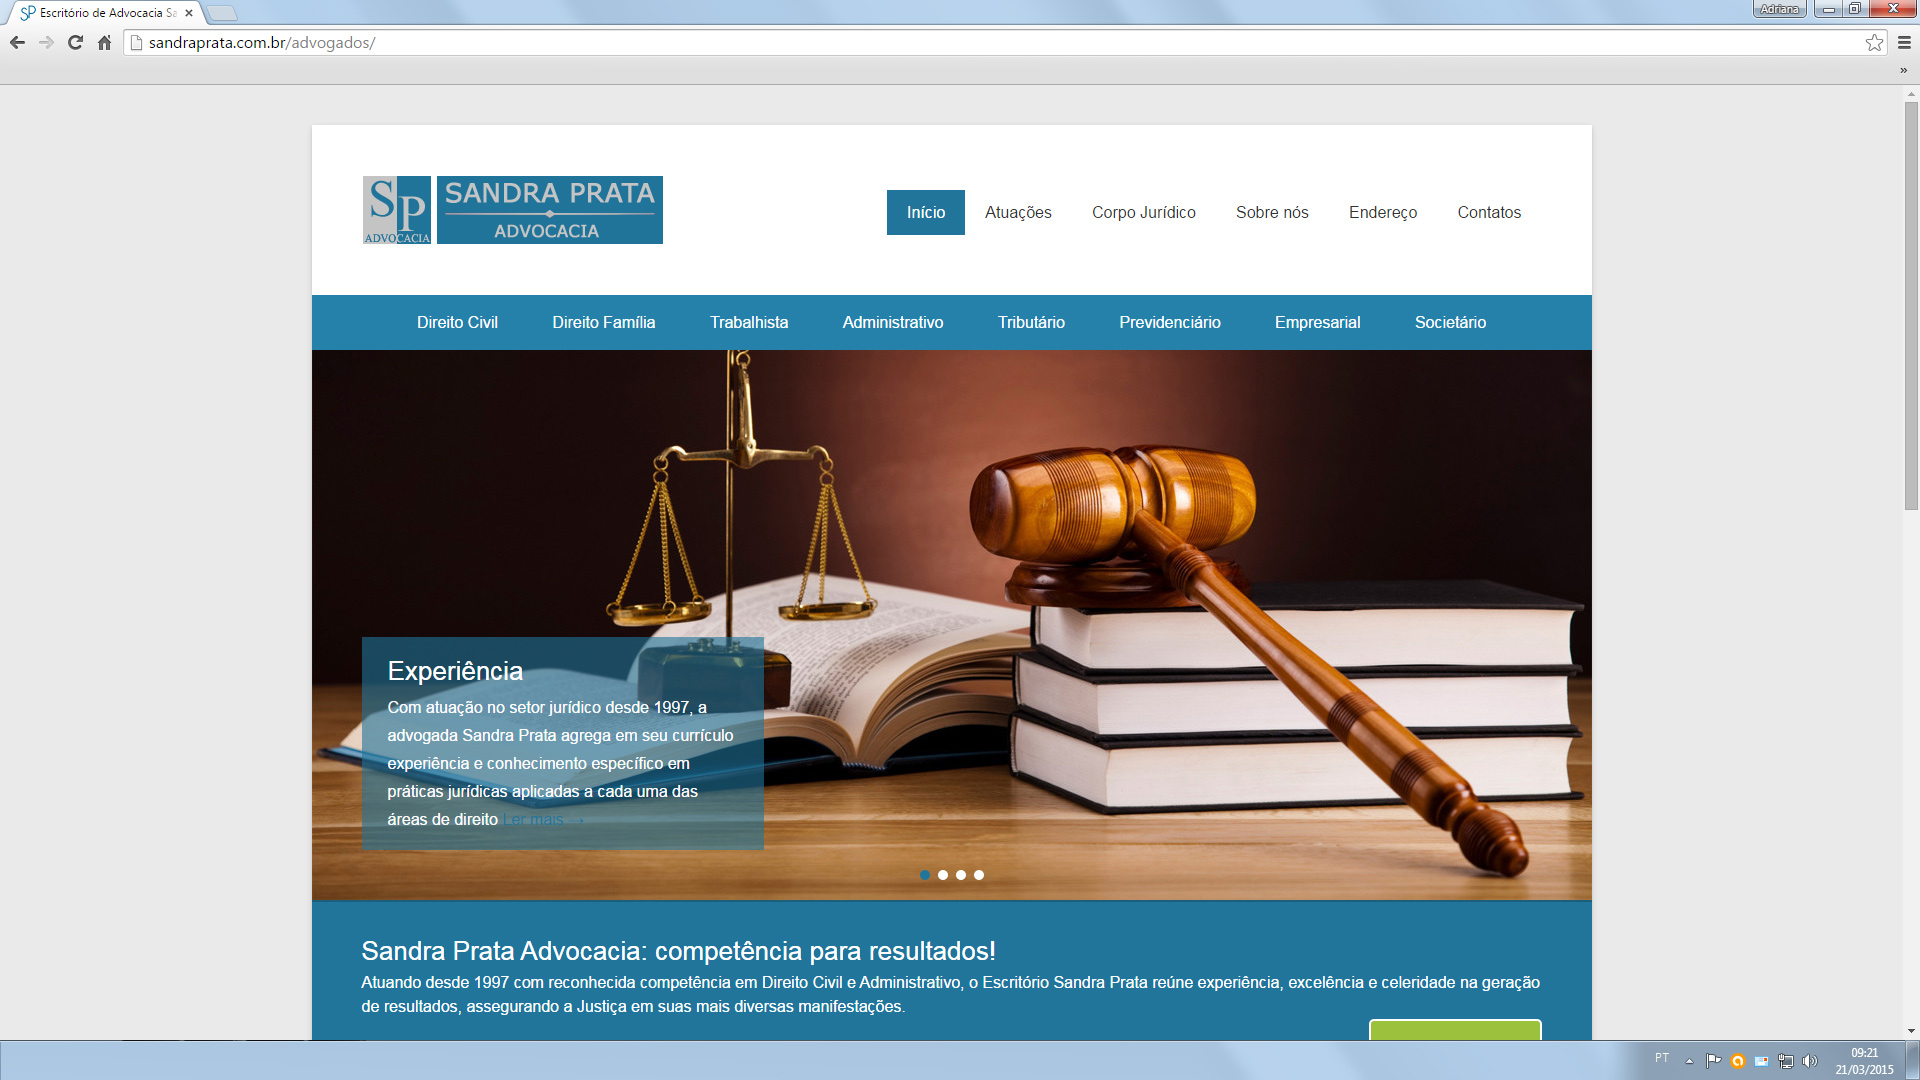 SP Escritório de Advocacia Sa
Adriana
sandraprata.com.br/advogados/
»
SP
ADVOCACIA
SANDRA PRATA
ADVOCACIA
Início Atuações Corpo Jurídico Sobre nós Endereço Contatos
Direito Civil Direito Família Trabalhista Administrativo Tributário Previdenciário Empresarial Societário
Experiência
Com atuação no setor jurídico desde 1997, a
advogada Sandra Prata agrega em seu currículo
experiência e conhecimento específico em
práticas jurídicas aplicadas a cada uma das
áreas de direito Ler mais →
Sandra Prata Advocacia: competência para resultados!
Atuando desde 1997 com reconhecida competência em Direito Civil e Administrativo, o Escritório Sandra Prata reúne experiência, excelência e celeridade na geração
de resultados, assegurando a Justiça em suas mais diversas manifestações.
PT
09:21
21/03/2015